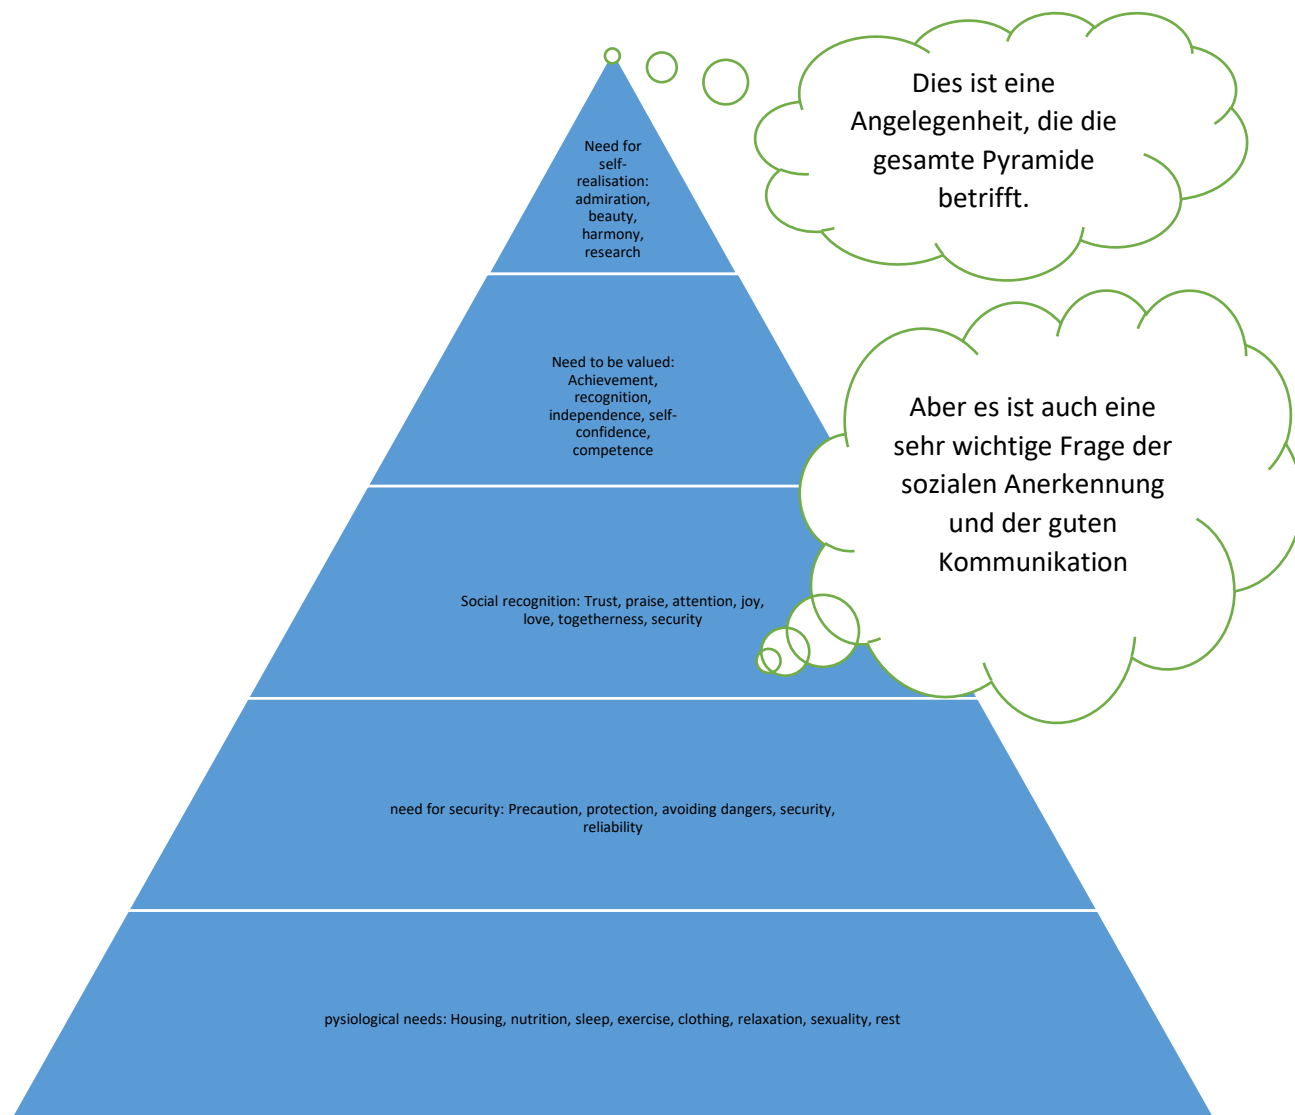 Dies ist eine
Angelegenheit, die die
gesamte Pyramide
betrifft.
Need for
self-
realisation:
admiration,
beauty,
harmony,
research
Need to be valued:
Achievement,
recognition,
independence, self-
confidence,
competence
Aber es ist auch eine
sehr wichtige Frage der
sozialen Anerkennung
und der guten
Kommunikation
Social recognition: Trust, praise, attention, joy,
love, togetherness, security
need for security: Precaution, protection, avoiding dangers, security,
reliability
pysiological needs: Housing, nutrition, sleep, exercise, clothing, relaxation, sexuality, rest